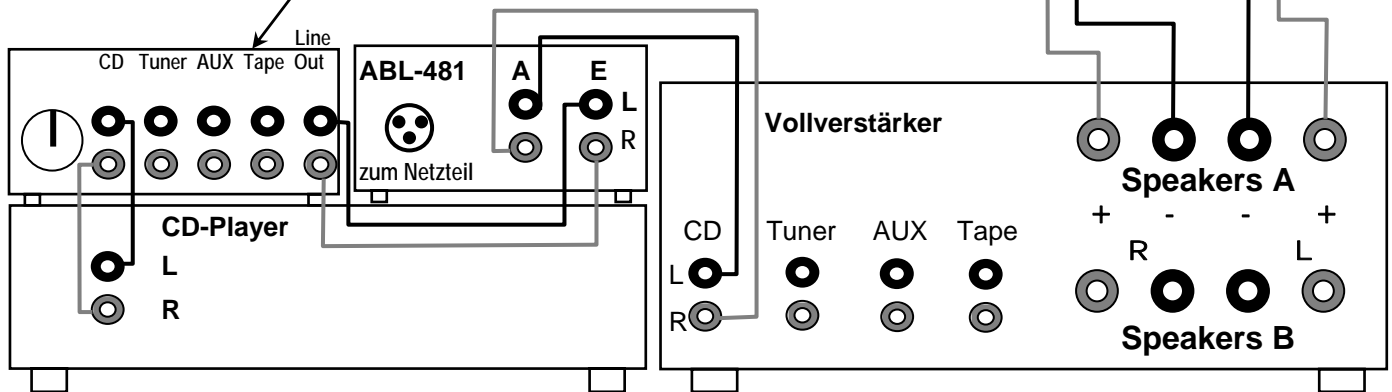 Line
CD Tuner AUX Tape Out
ABL-481 A E
L
R
zum Netzteil
CD-Player
L
R
Vollverstärker
CD Tuner AUX Tape
L
R
Speakers A
+ - - +
R L
Speakers B